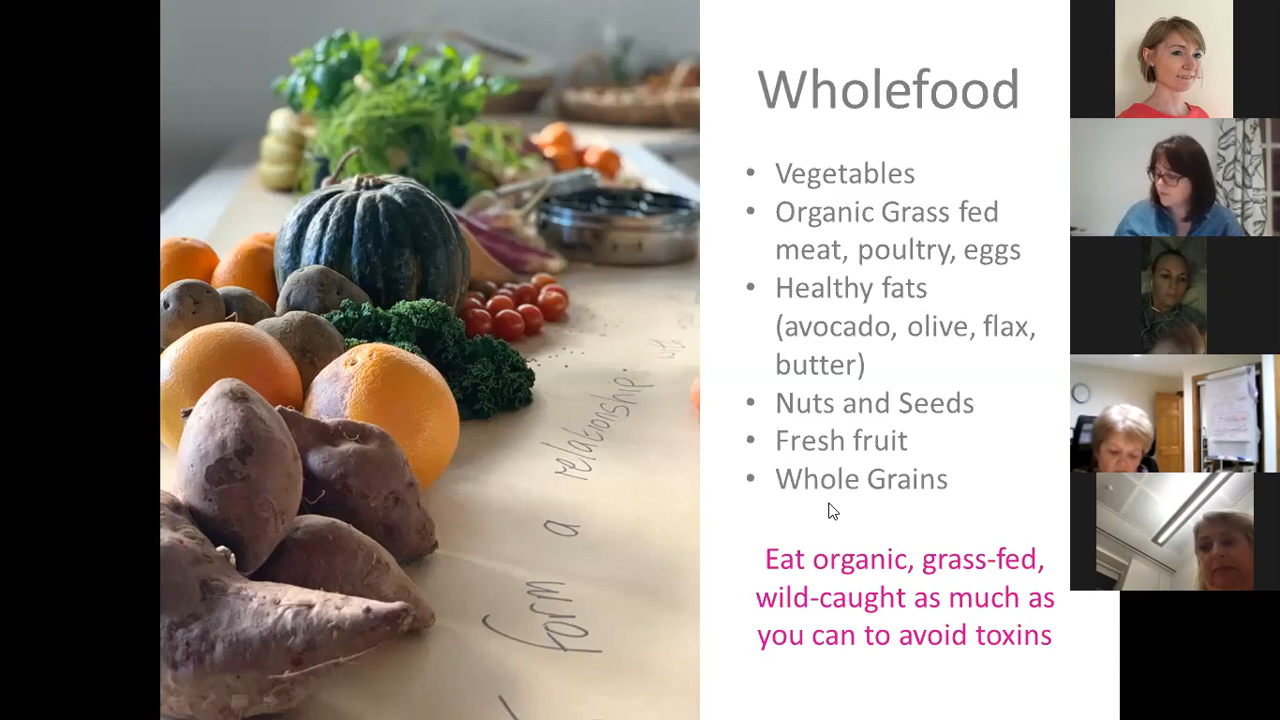 Wholefood
• Vegetables
• Organic Grass fed
meat, poultry, eggs
• Healthy fats
(avocado, olive, flax,
butter)
• Nuts and Seeds
• Fresh fruit
• Whole Grains
Eat organic, grass-fed,
wild-caught as much as
you can to avoid toxins
form a relationship.